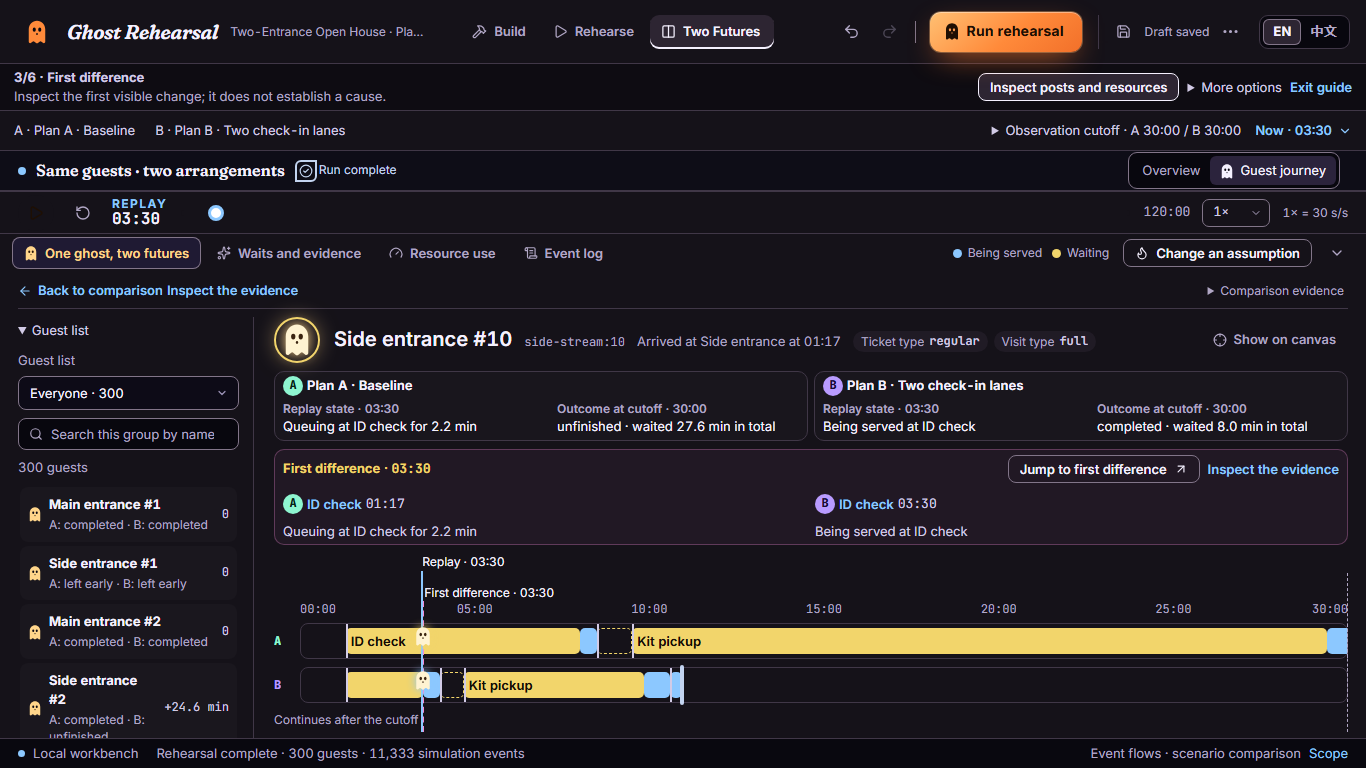 Ghost Rehearsal Two-Entrance Open House · Pla... Build Rehearse Two Futures Run rehearsal Draft saved ••• EN 中文
3/6 · First difference
Inspect the first visible change; it does not establish a cause.
Inspect posts and resources More options Exit guide
A · Plan A · Baseline B · Plan B · Two check-in lanes Observation cutoff · A 30:00 / B 30:00 Now · 03:30
Same guests · two arrangements Run complete Overview Guest journey
REPLAY
03:30
120:00 1× 1× = 30 s/s
One ghost, two futures Waits and evidence Resource use Event log Being served Waiting Change an assumption
Back to comparison Inspect the evidence Comparison evidence
Guest list
Guest list
Everyone · 300
Search this group by name
300 guests
Main entrance #1
A: completed · B: completed 0
Side entrance #1
A: left early · B: left early 0
Main entrance #2
A: completed · B: completed 0
Side entrance
#2
A: completed · B:
unfinished
+24.6 min
Side entrance #10 side-stream:10 Arrived at Side entrance at 01:17 Ticket type regular Visit type full Show on canvas
A Plan A · Baseline
Replay state · 03:30 Outcome at cutoff · 30:00
Queuing at ID check for 2.2 min unfinished · waited 27.6 min in total
B Plan B · Two check-in lanes
Replay state · 03:30 Outcome at cutoff · 30:00
Being served at ID check completed · waited 8.0 min in total
First difference · 03:30 Jump to first difference Inspect the evidence
A ID check 01:17
Queuing at ID check for 2.2 min
B ID check 03:30
Being served at ID check
Replay · 03:30
First difference · 03:30
00:00 05:00 10:00 15:00 20:00 25:00 30:00
A ID check Kit pickup
B Kit pickup
Continues after the cutoff
Local workbench Rehearsal complete · 300 guests · 11,333 simulation events Event flows · scenario comparison Scope